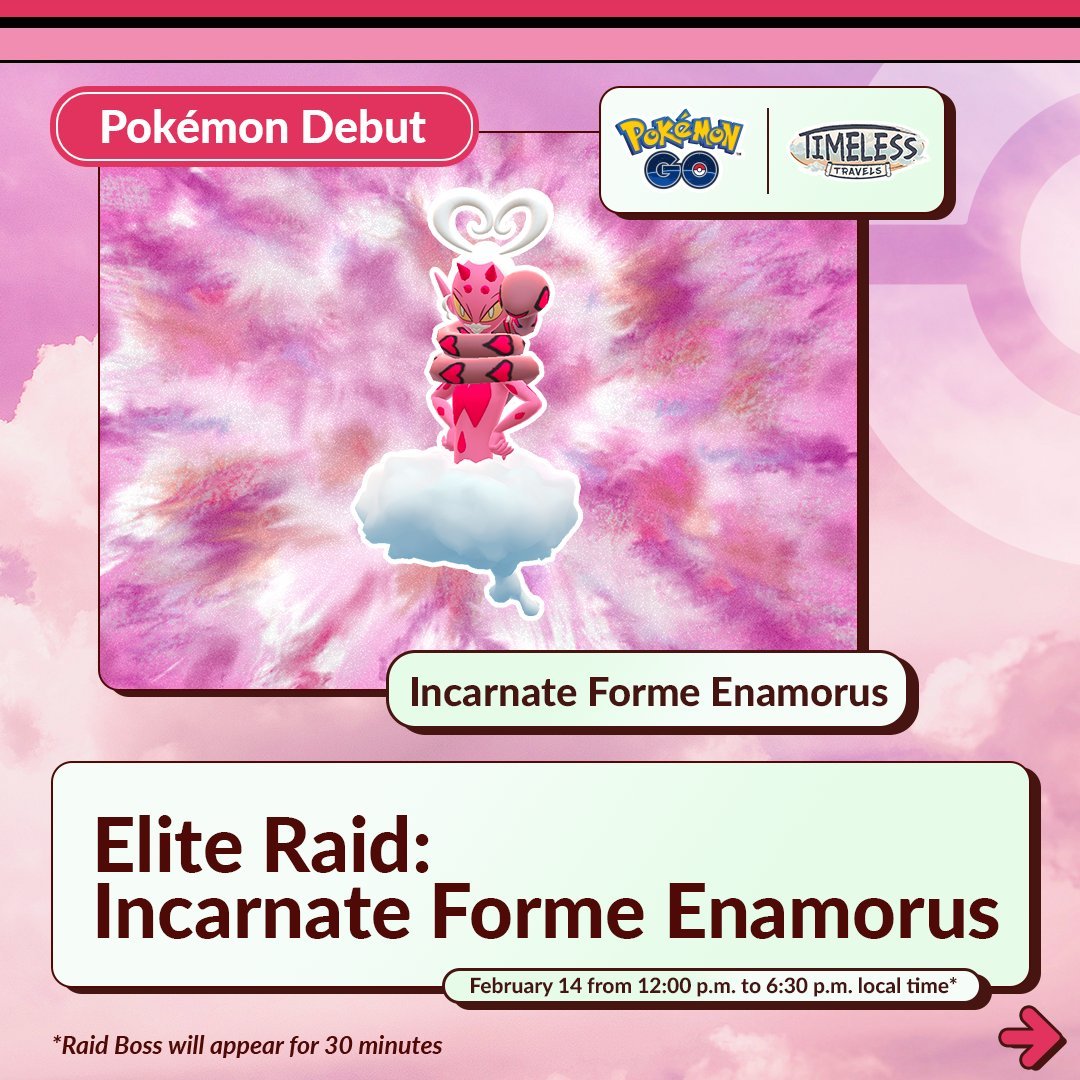 Pokémon Debut
POKÉMON
GO
TIMELESS
TRAVELS
Incarnate Forme Enamorus
Elite Raid:
Incarnate Forme Enamorus
February 14 from 12:00 p.m. to 6:30 p.m. local time*
*Raid Boss will appear for 30 minutes